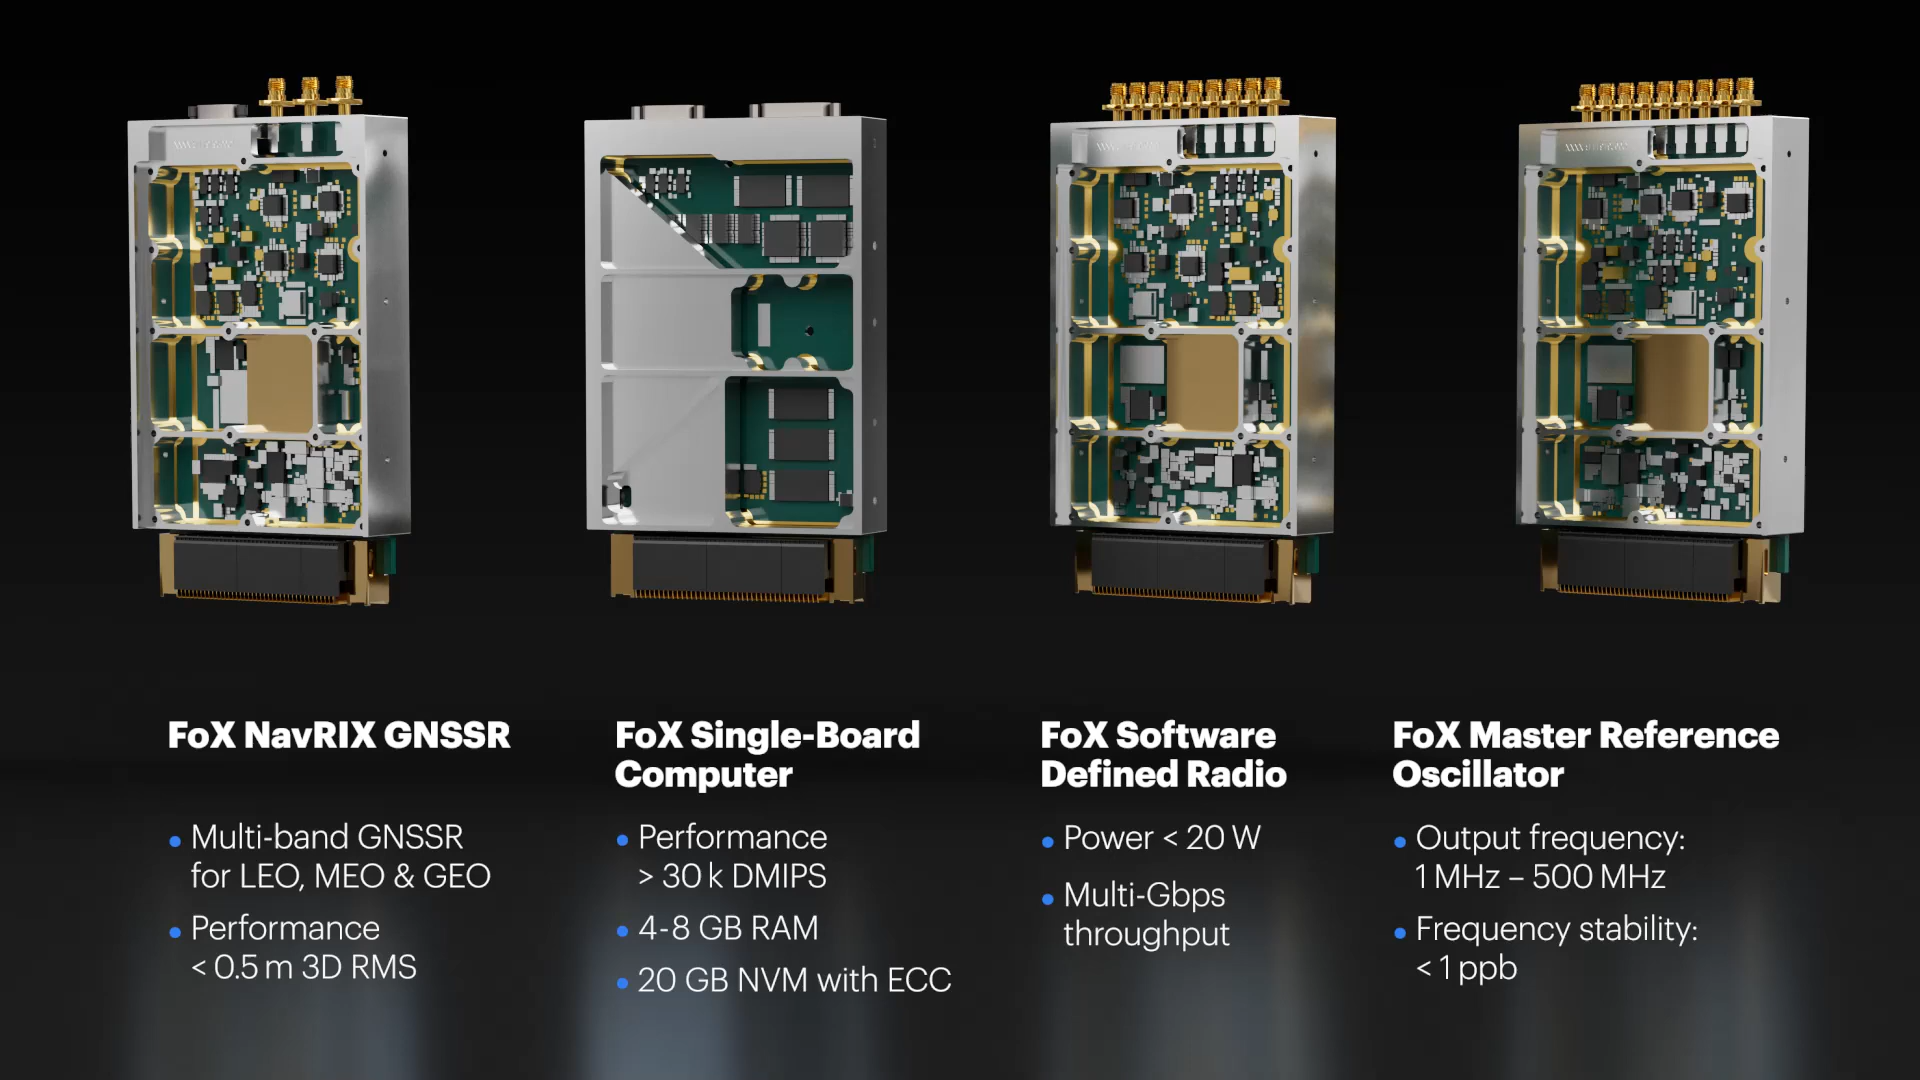 FoX NavRIX GNSSR
• Multi-band GNSSR
for LEO, MEO & GEO
• Performance
< 0.5 m 3D RMS
FoX Single-Board
Computer
• Performance
> 30 k DMIPS
• 4-8 GB RAM
• 20 GB NVM with ECC
FoX Software
Defined Radio
• Power < 20 W
• Multi-Gbps
throughput
FoX Master Reference
Oscillator
• Output frequency:
1 MHz – 500 MHz
• Frequency stability:
< 1 ppb